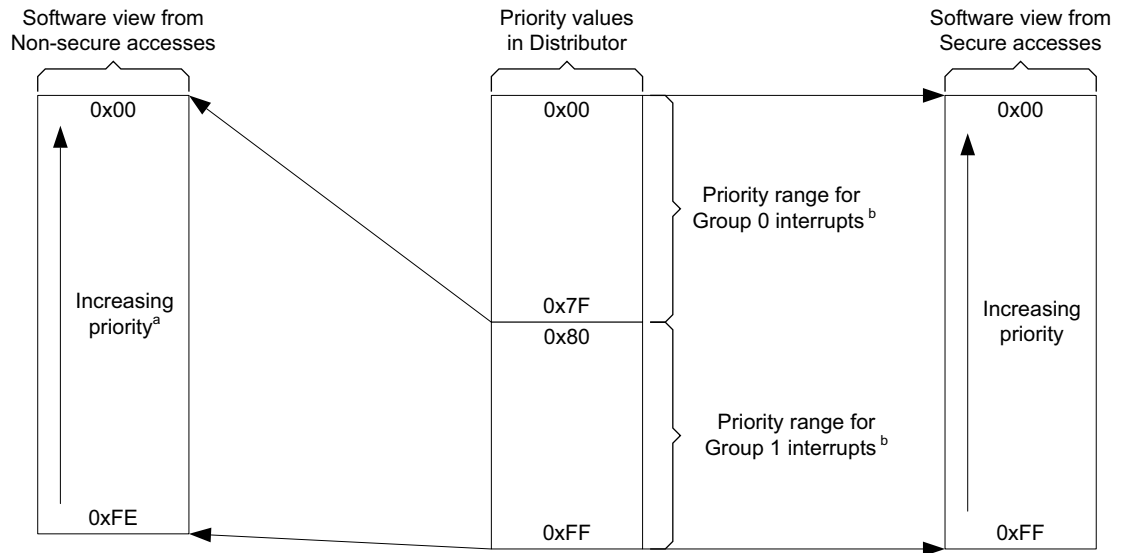 Software view from
Non-secure accesses
Priority values
in Distributor
Software view from
Secure accesses
0x00
0x00
0x00
Priority range for
Group 0 interrupts b
0x7F
Increasing
prioritya
0x80
Increasing
priority
Priority range for
Group 1 interrupts b
0xFE
0xFF
0xFF